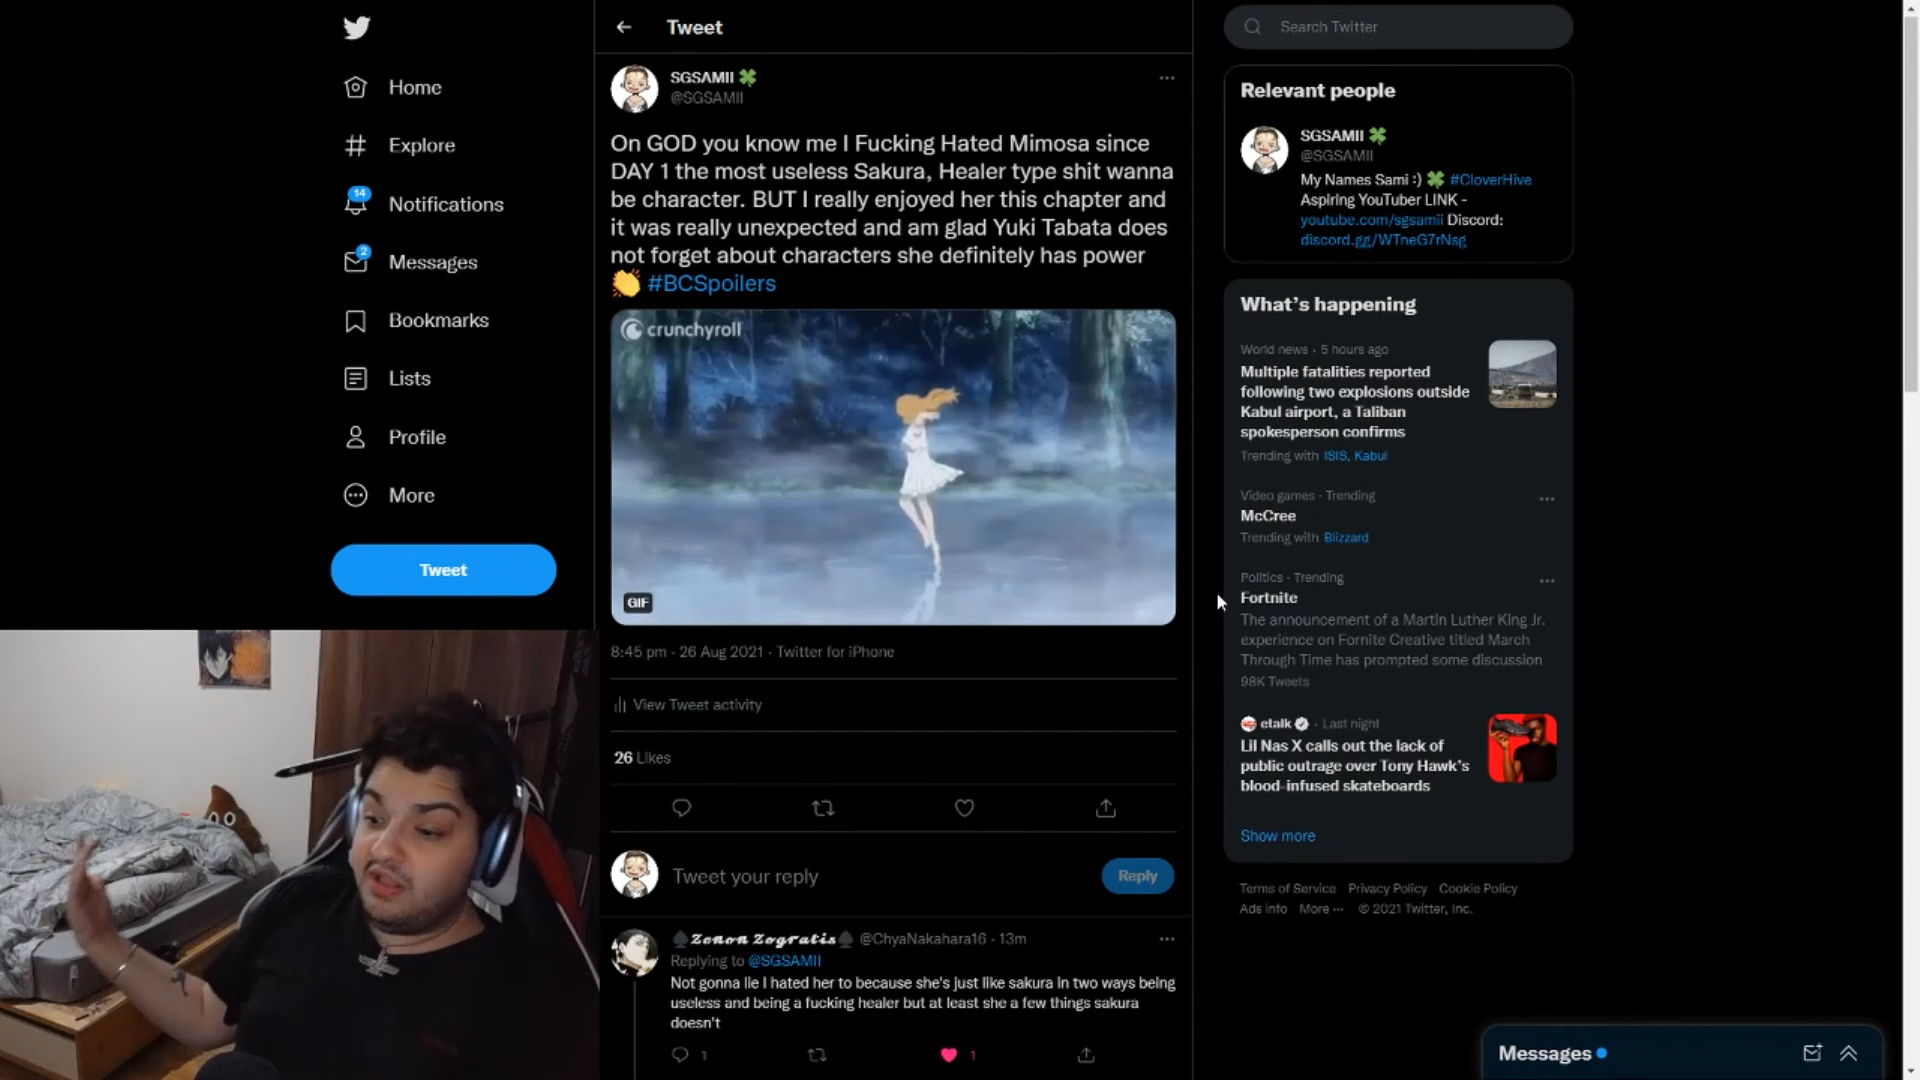 Home
Explore
14
Notifications
2
Messages
Bookmarks
Lists
Profile
More
Tweet
Tweet
SGSAMII 🍀
@SGSAMII
On GOD you know me I Fucking Hated Mimosa since
DAY 1 the most useless Sakura, Healer type shit wanna
be character. BUT I really enjoyed her this chapter and
it was really unexpected and am glad Yuki Tabata does
not forget about characters she definitely has power
👏 #BCSpoilers
crunchyroll
GIF
8:45 pm · 26 Aug 2021 · Twitter for iPhone
View Tweet activity
26 Likes
Tweet your reply
Reply
♠𝒁𝒆𝒏𝒐𝒏 𝒁𝒐𝒈𝒓𝒂𝒕𝒊𝒔♠ @ChyaNakahara16 · 13m
Replying to @SGSAMII
Not gonna lie I hated her to because she's just like sakura in two ways being
useless and being a fucking healer but at least she a few things sakura
doesn't
1
1
Search Twitter
Relevant people
SGSAMII 🍀
@SGSAMII
My Names Sami :) 🍀 #CloverHive
Aspiring YouTuber LINK -
youtube.com/sgsamii Discord:
discord.gg/WTneG7rNsg
What's happening
World news · 5 hours ago
Multiple fatalities reported
following two explosions outside
Kabul airport, a Taliban
spokesperson confirms
Trending with ISIS, Kabul
Video games · Trending
McCree
Trending with Blizzard
Politics · Trending
Fortnite
The announcement of a Martin Luther King Jr.
experience on Fornite Creative titled March
Through Time has prompted some discussion
98K Tweets
etalk · Last night
Lil Nas X calls out the lack of
public outrage over Tony Hawk's
blood-infused skateboards
Show more
Terms of Service Privacy Policy Cookie Policy
Ads info More ··· © 2021 Twitter, Inc.
Messages